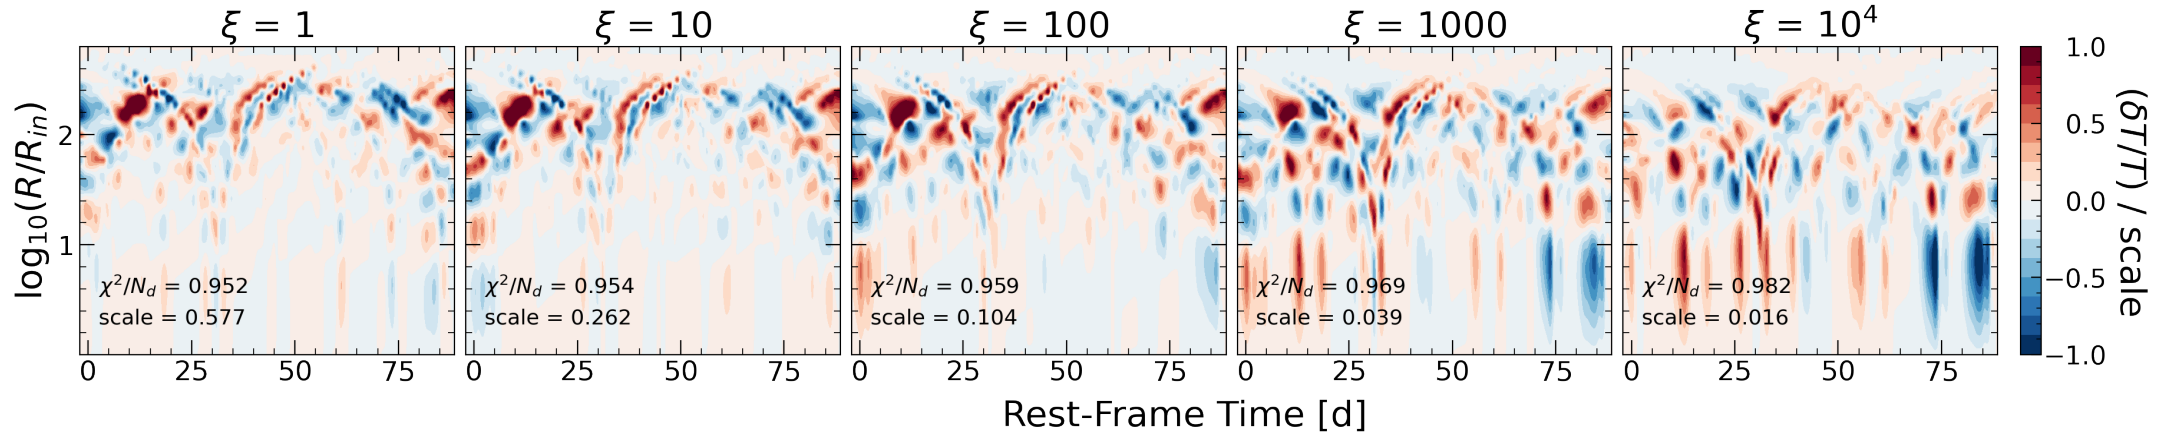 ξ = 1
ξ = 10
ξ = 100
ξ = 1000
ξ = 10⁴
log₁₀(R/Rᵢₙ)
2
1
χ²/N_d = 0.952
scale = 0.577
χ²/N_d = 0.954
scale = 0.262
χ²/N_d = 0.959
scale = 0.104
χ²/N_d = 0.969
scale = 0.039
χ²/N_d = 0.982
scale = 0.016
0 25 50 75
0 25 50 75
0 25 50 75
0 25 50 75
0 25 50 75
Rest-Frame Time [d]
1.0
0.5
0.0
−0.5
−1.0
(δT/T) / scale